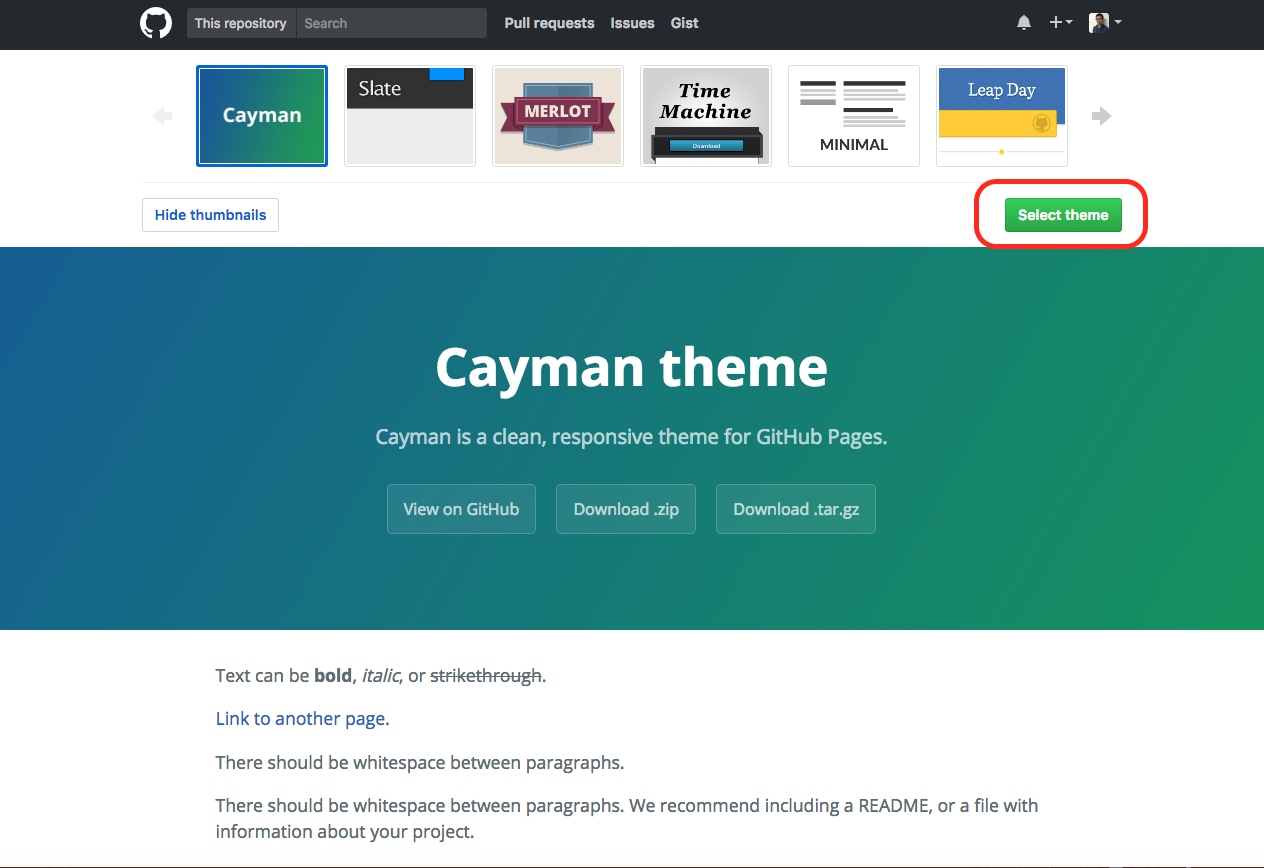 This repository Search Pull requests Issues Gist
Cayman
Slate
MERLOT
Time
Machine
Download
MINIMAL
Leap Day
Hide thumbnails
Select theme
Cayman theme
Cayman is a clean, responsive theme for GitHub Pages.
View on GitHub Download .zip Download .tar.gz
Text can be bold, italic, or strikethrough.
Link to another page.
There should be whitespace between paragraphs.
There should be whitespace between paragraphs. We recommend including a README, or a file with
information about your project.